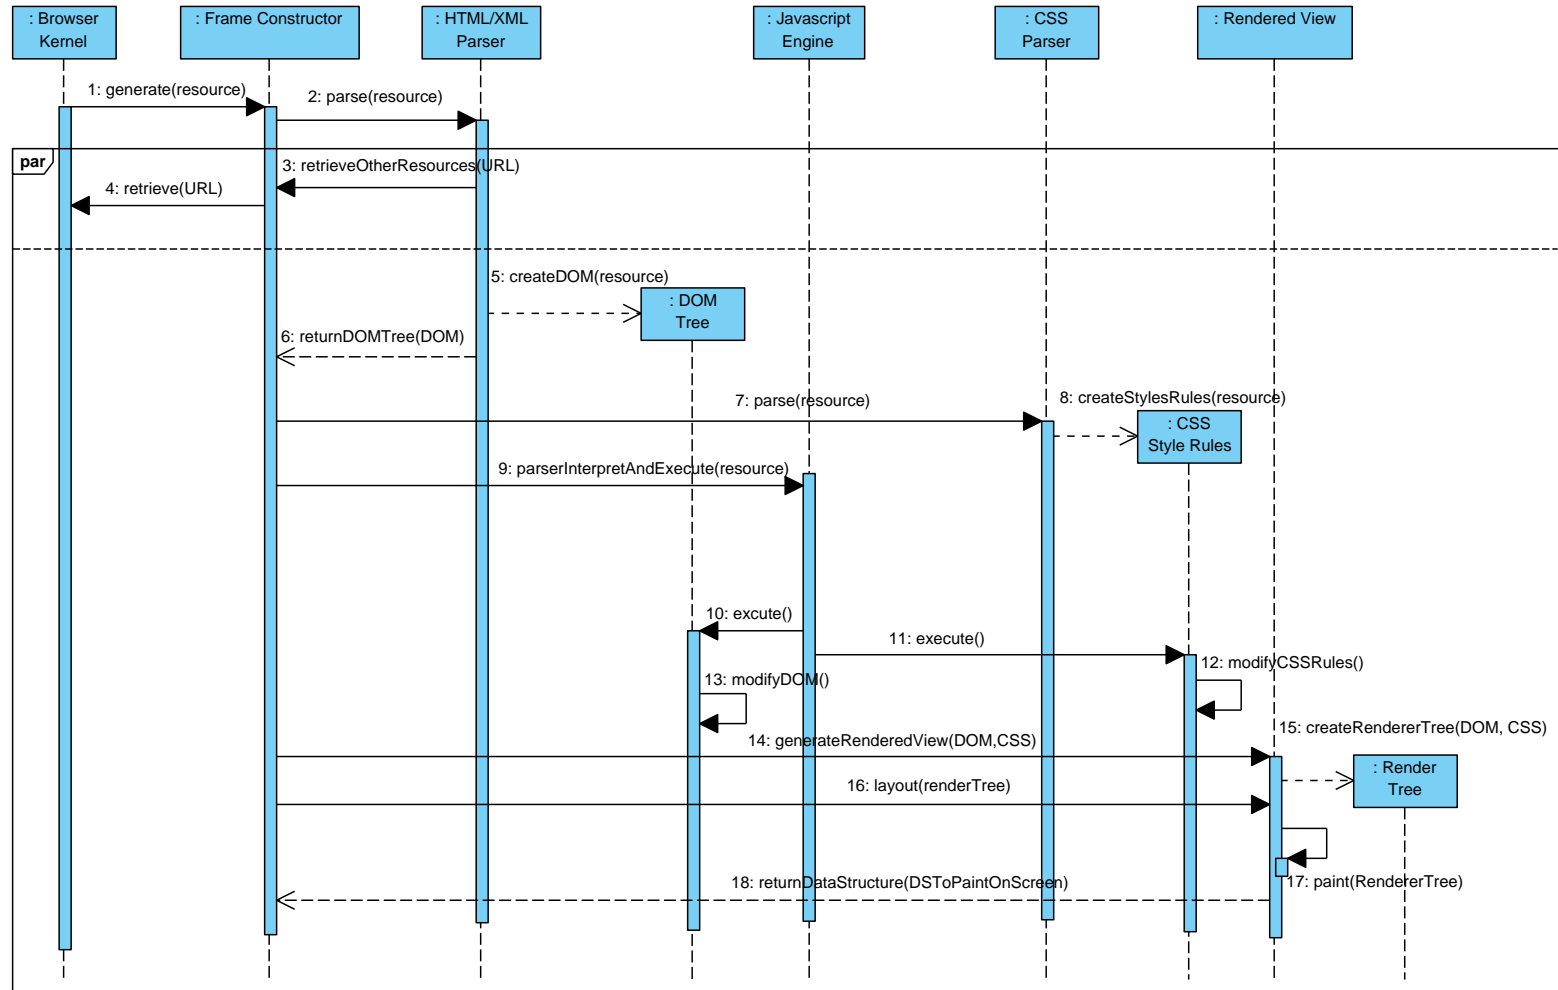 : Browser
Kernel
: Frame Constructor
: HTML/XML
Parser
: Javascript
Engine
: CSS
Parser
: Rendered View
1: generate(resource)
2: parse(resource)
par
3: retrieveOtherResources(URL)
4: retrieve(URL)
5: createDOM(resource)
: DOM
Tree
6: returnDOMTree(DOM)
7: parse(resource)
8: createStylesRules(resource)
: CSS
Style Rules
9: parserInterpretAndExecute(resource)
10: excute()
11: execute()
12: modifyCSSRules()
13: modifyDOM()
14: generateRenderedView(DOM,CSS)
15: createRendererTree(DOM, CSS)
: Render
Tree
16: layout(renderTree)
17: paint(RendererTree)
18: returnDataStructure(DSToPaintOnScreen)